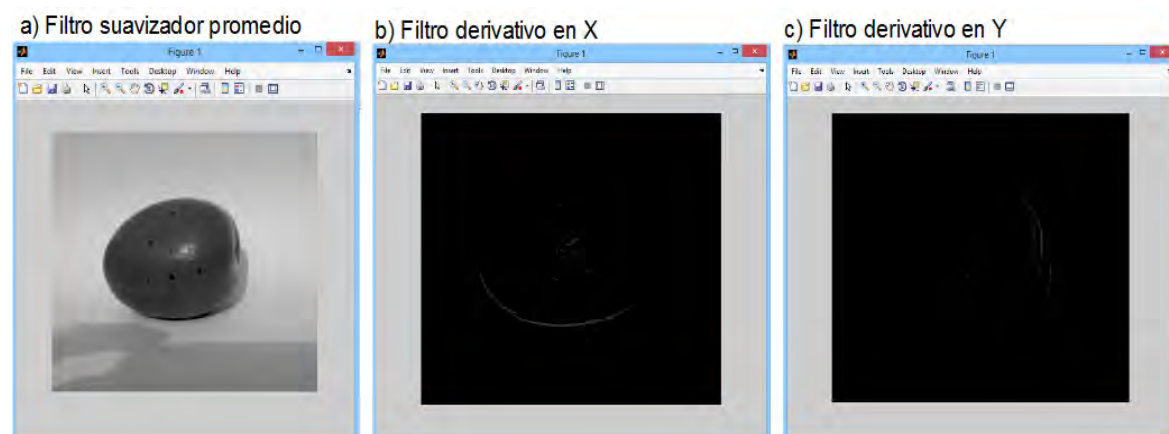 a) Filtro suavizador promedio
b) Filtro derivativo en X
c) Filtro derivativo en Y
Figure 1
File Edit View Insert Tools Desktop Window Help
Figure 1
File Edit View Insert Tools Desktop Window Help
Figure 1
File Edit View Insert Tools Desktop Window Help